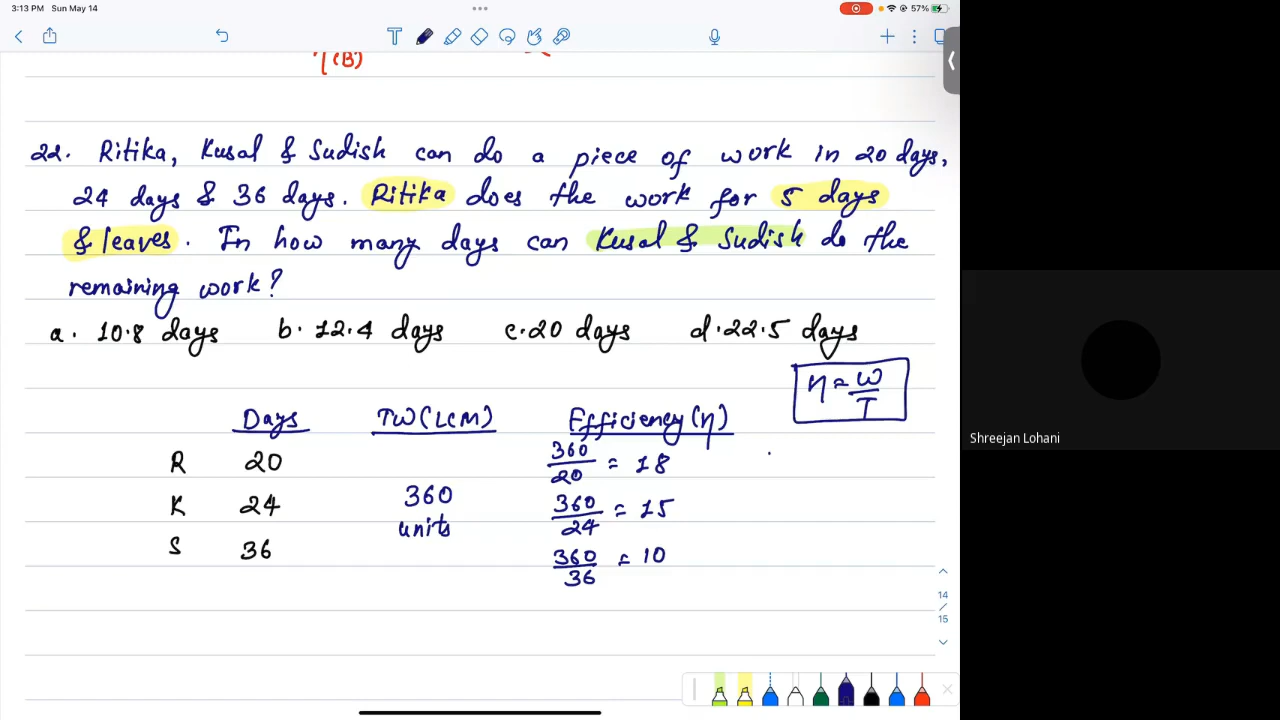 3:13 PM Sun May 14
57%
η(B)
22. Ritika, Kusal & Sudish can do a piece of work in 20 days,
24 days & 36 days. Ritika does the work for 5 days
& leaves. In how many days can Kusal & Sudish do the
remaining work?
a. 10.8 days b. 12.4 days c. 20 days d. 22.5 days
η = W/T
Days TW(LCM) Efficiency(η)
R 20 360/20 = 18
K 24 360 units 360/24 = 15
S 36 360/36 = 10
14
/
15
Shreejan Lohani